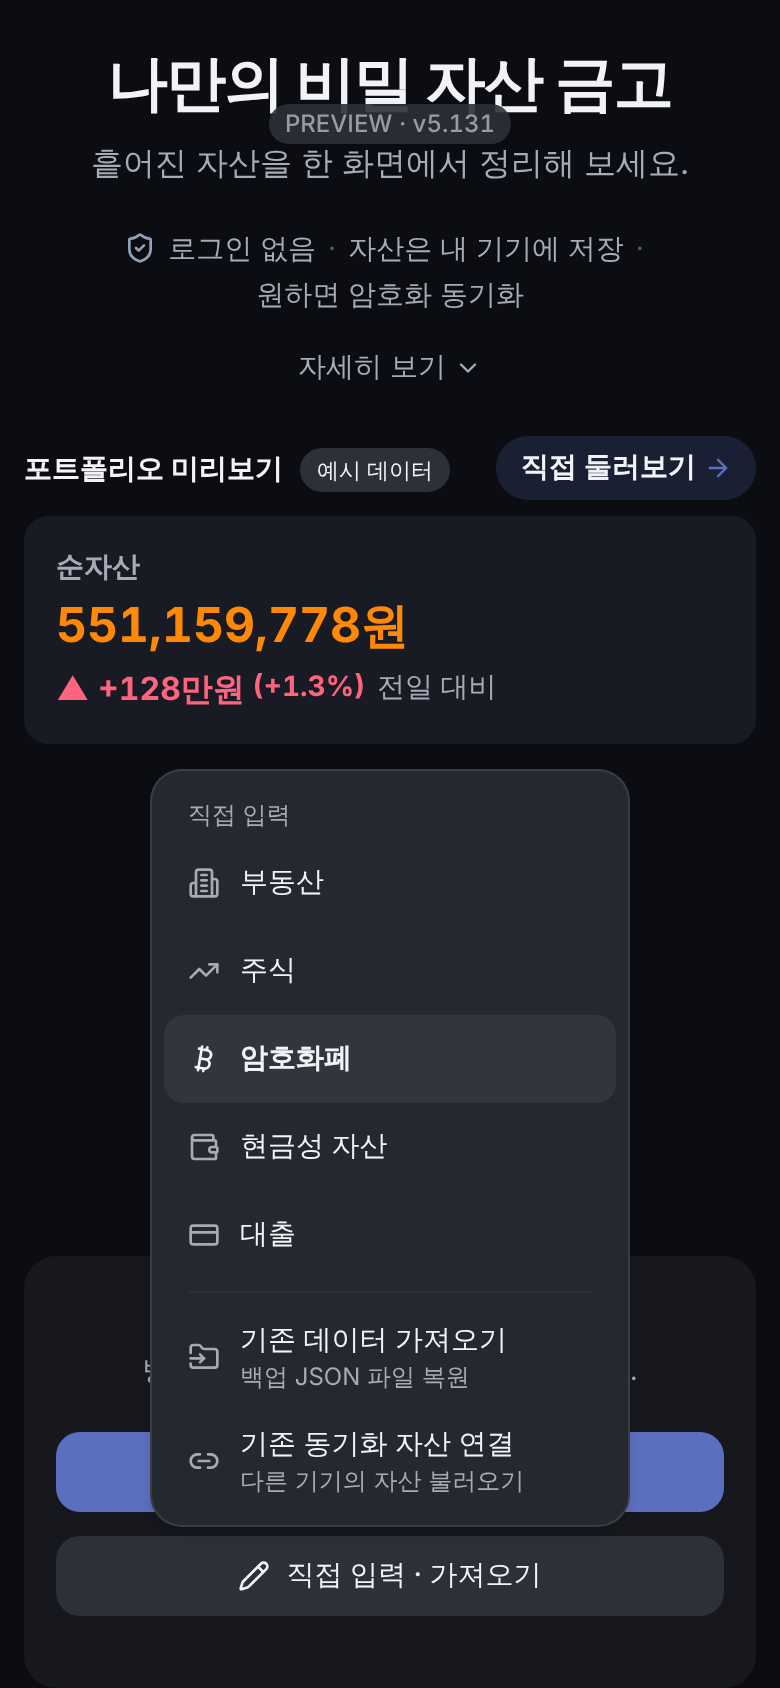 나만의 비밀 자산 금고
PREVIEW · v5.131
흩어진 자산을 한 화면에서 정리해 보세요.
로그인 없음 · 자산은 내 기기에 저장 ·
원하면 암호화 동기화
자세히 보기
포트폴리오 미리보기
예시 데이터
직접 둘러보기 →
순자산
551,159,778원
▲ +128만원 (+1.3%) 전일 대비
직접 입력
부동산
주식
암호화폐
현금성 자산
대출
기존 데이터 가져오기
백업 JSON 파일 복원
기존 동기화 자산 연결
다른 기기의 자산 불러오기
직접 입력 · 가져오기